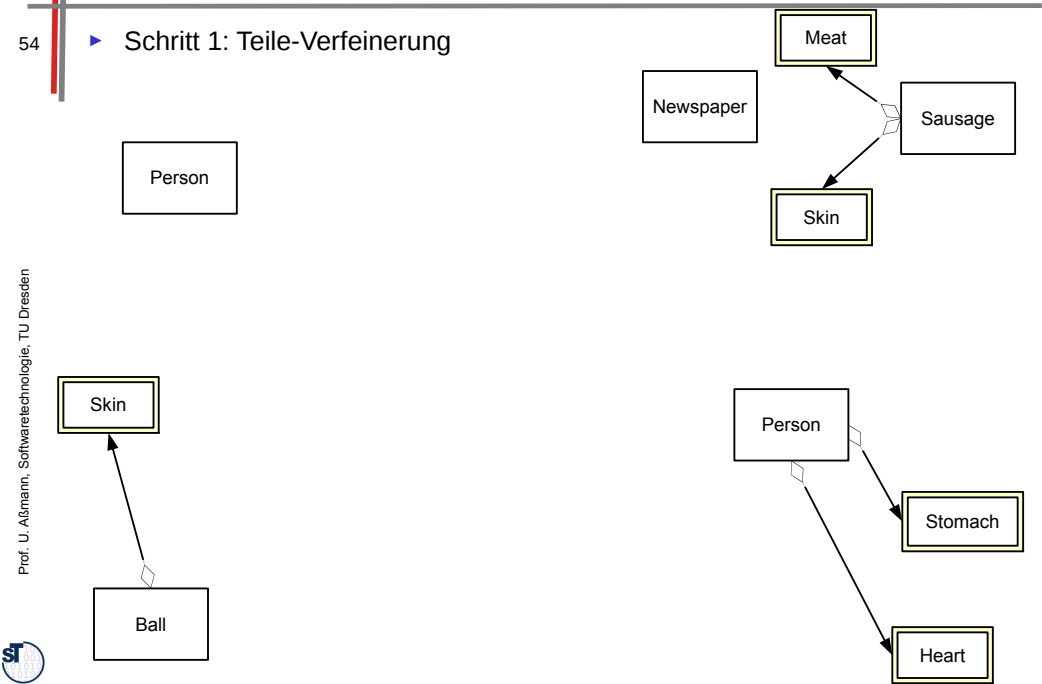 54
► Schritt 1: Teile-Verfeinerung
Meat
Newspaper
Sausage
Person
Skin
Prof. U. Aßmann, Softwaretechnologie, TU Dresden
Skin
Person
Stomach
Ball
Heart
ST